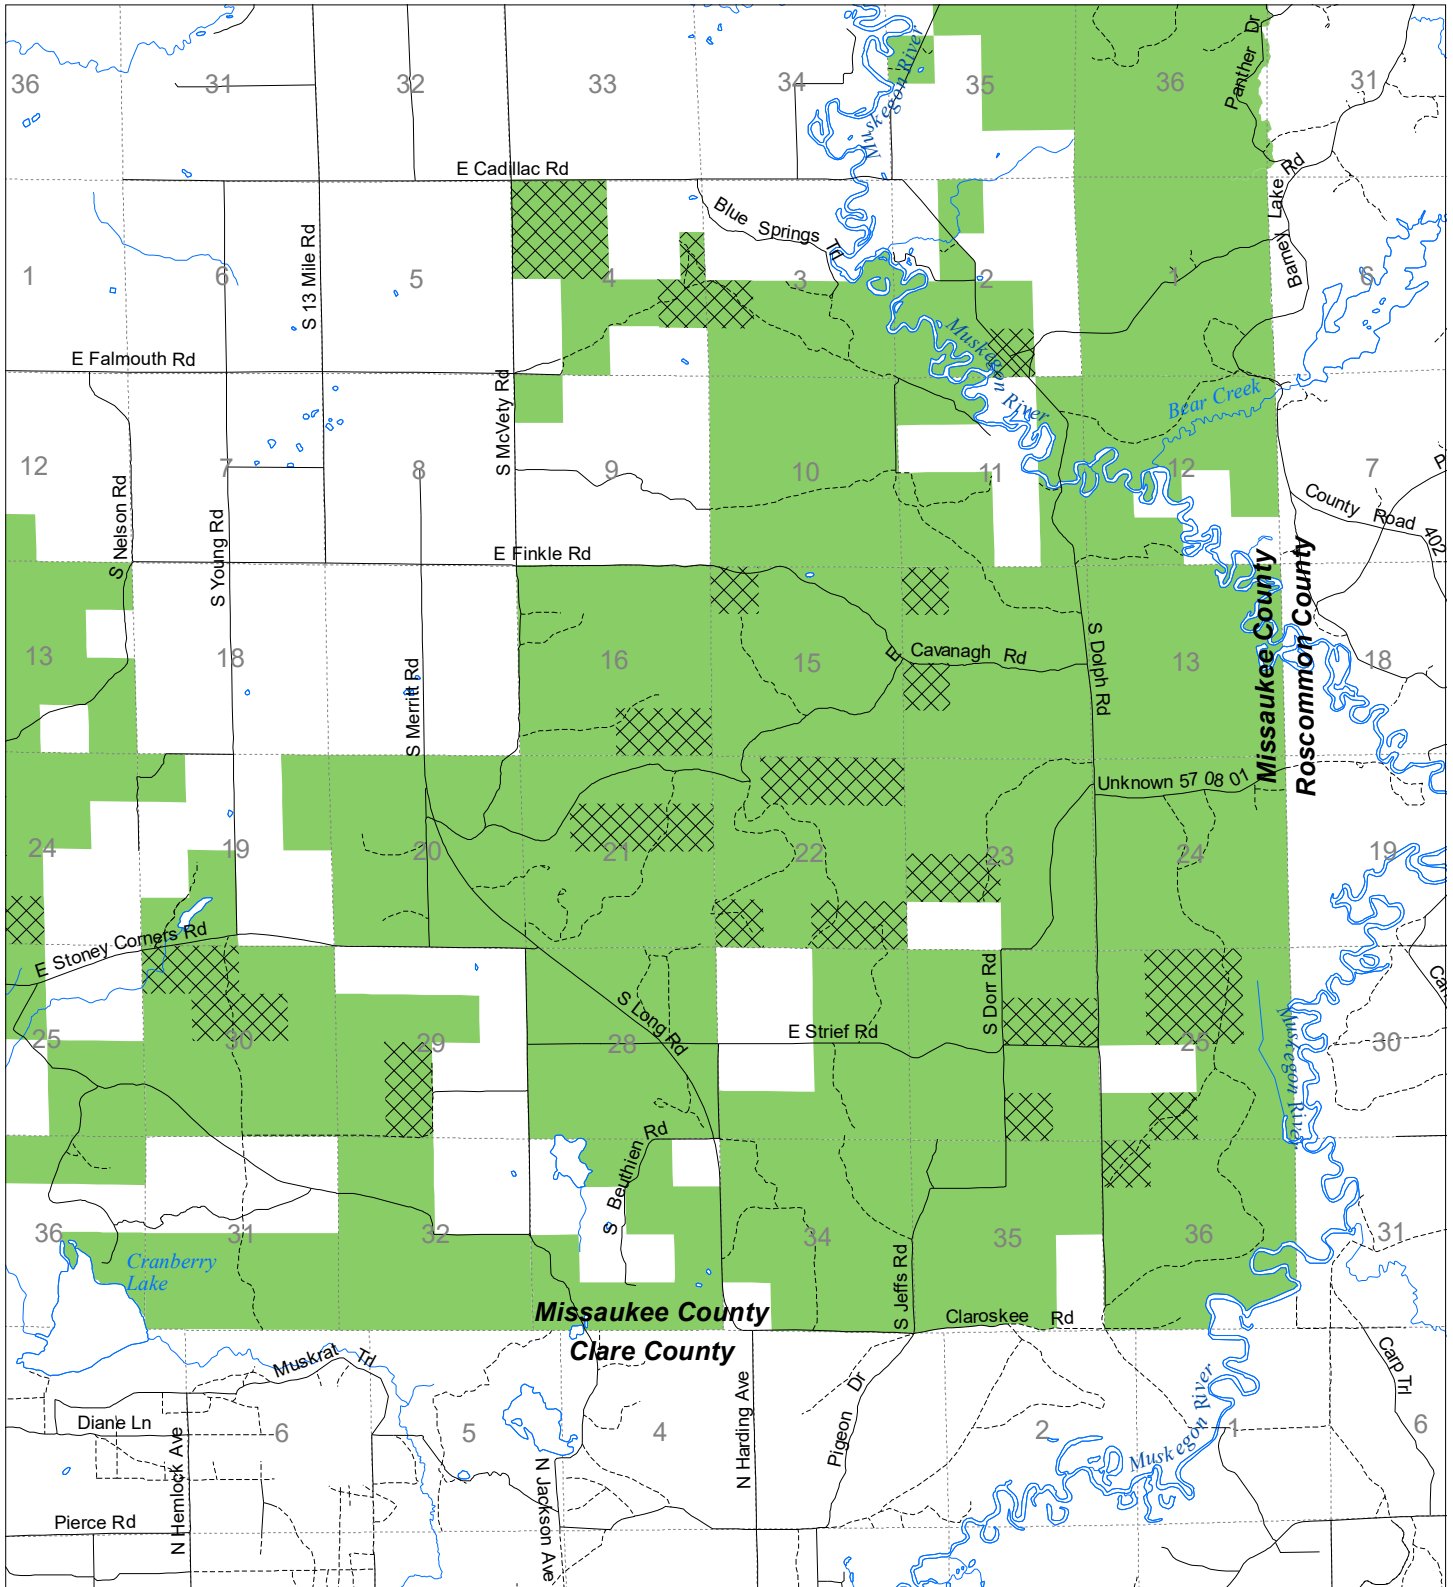 36
31
32
33
34
35
36
31
Muskegon River
Panther Dr
E Cadillac Rd
Blue Springs Trl
Barney Lake Rd
S 13 Mile Rd
1
6
5
4
3
2
1
6
Muskegon River
E Falmouth Rd
S McVety Rd
Bear Creek
12
7
8
9
10
11
12
7
S Nelson Rd
S Young Rd
County Road 402
E Finkle Rd
Missaukee County
Roscommon County
13
18
16
15
13
18
E Cavanagh Rd
S Dolph Rd
S Merritt Rd
Unknown 57 08 01
24
19
20
21
22
23
24
19
E Stoney Corners Rd
S Long Rd
S Dorr Rd
E Strief Rd
25
30
29
28
25
30
Muskegon River
S Beuthien Rd
36
31
32
34
35
36
31
Cranberry
Lake
S Jeffs Rd
Missaukee County
Clare County
Claroskee Rd
Muskrat Trl
Carp Trl
Diane Ln
N Hemlock Ave
N Jackson Ave
N Harding Ave
Pigeon Dr
Muskegon River
6
5
4
2
1
6
Pierce Rd